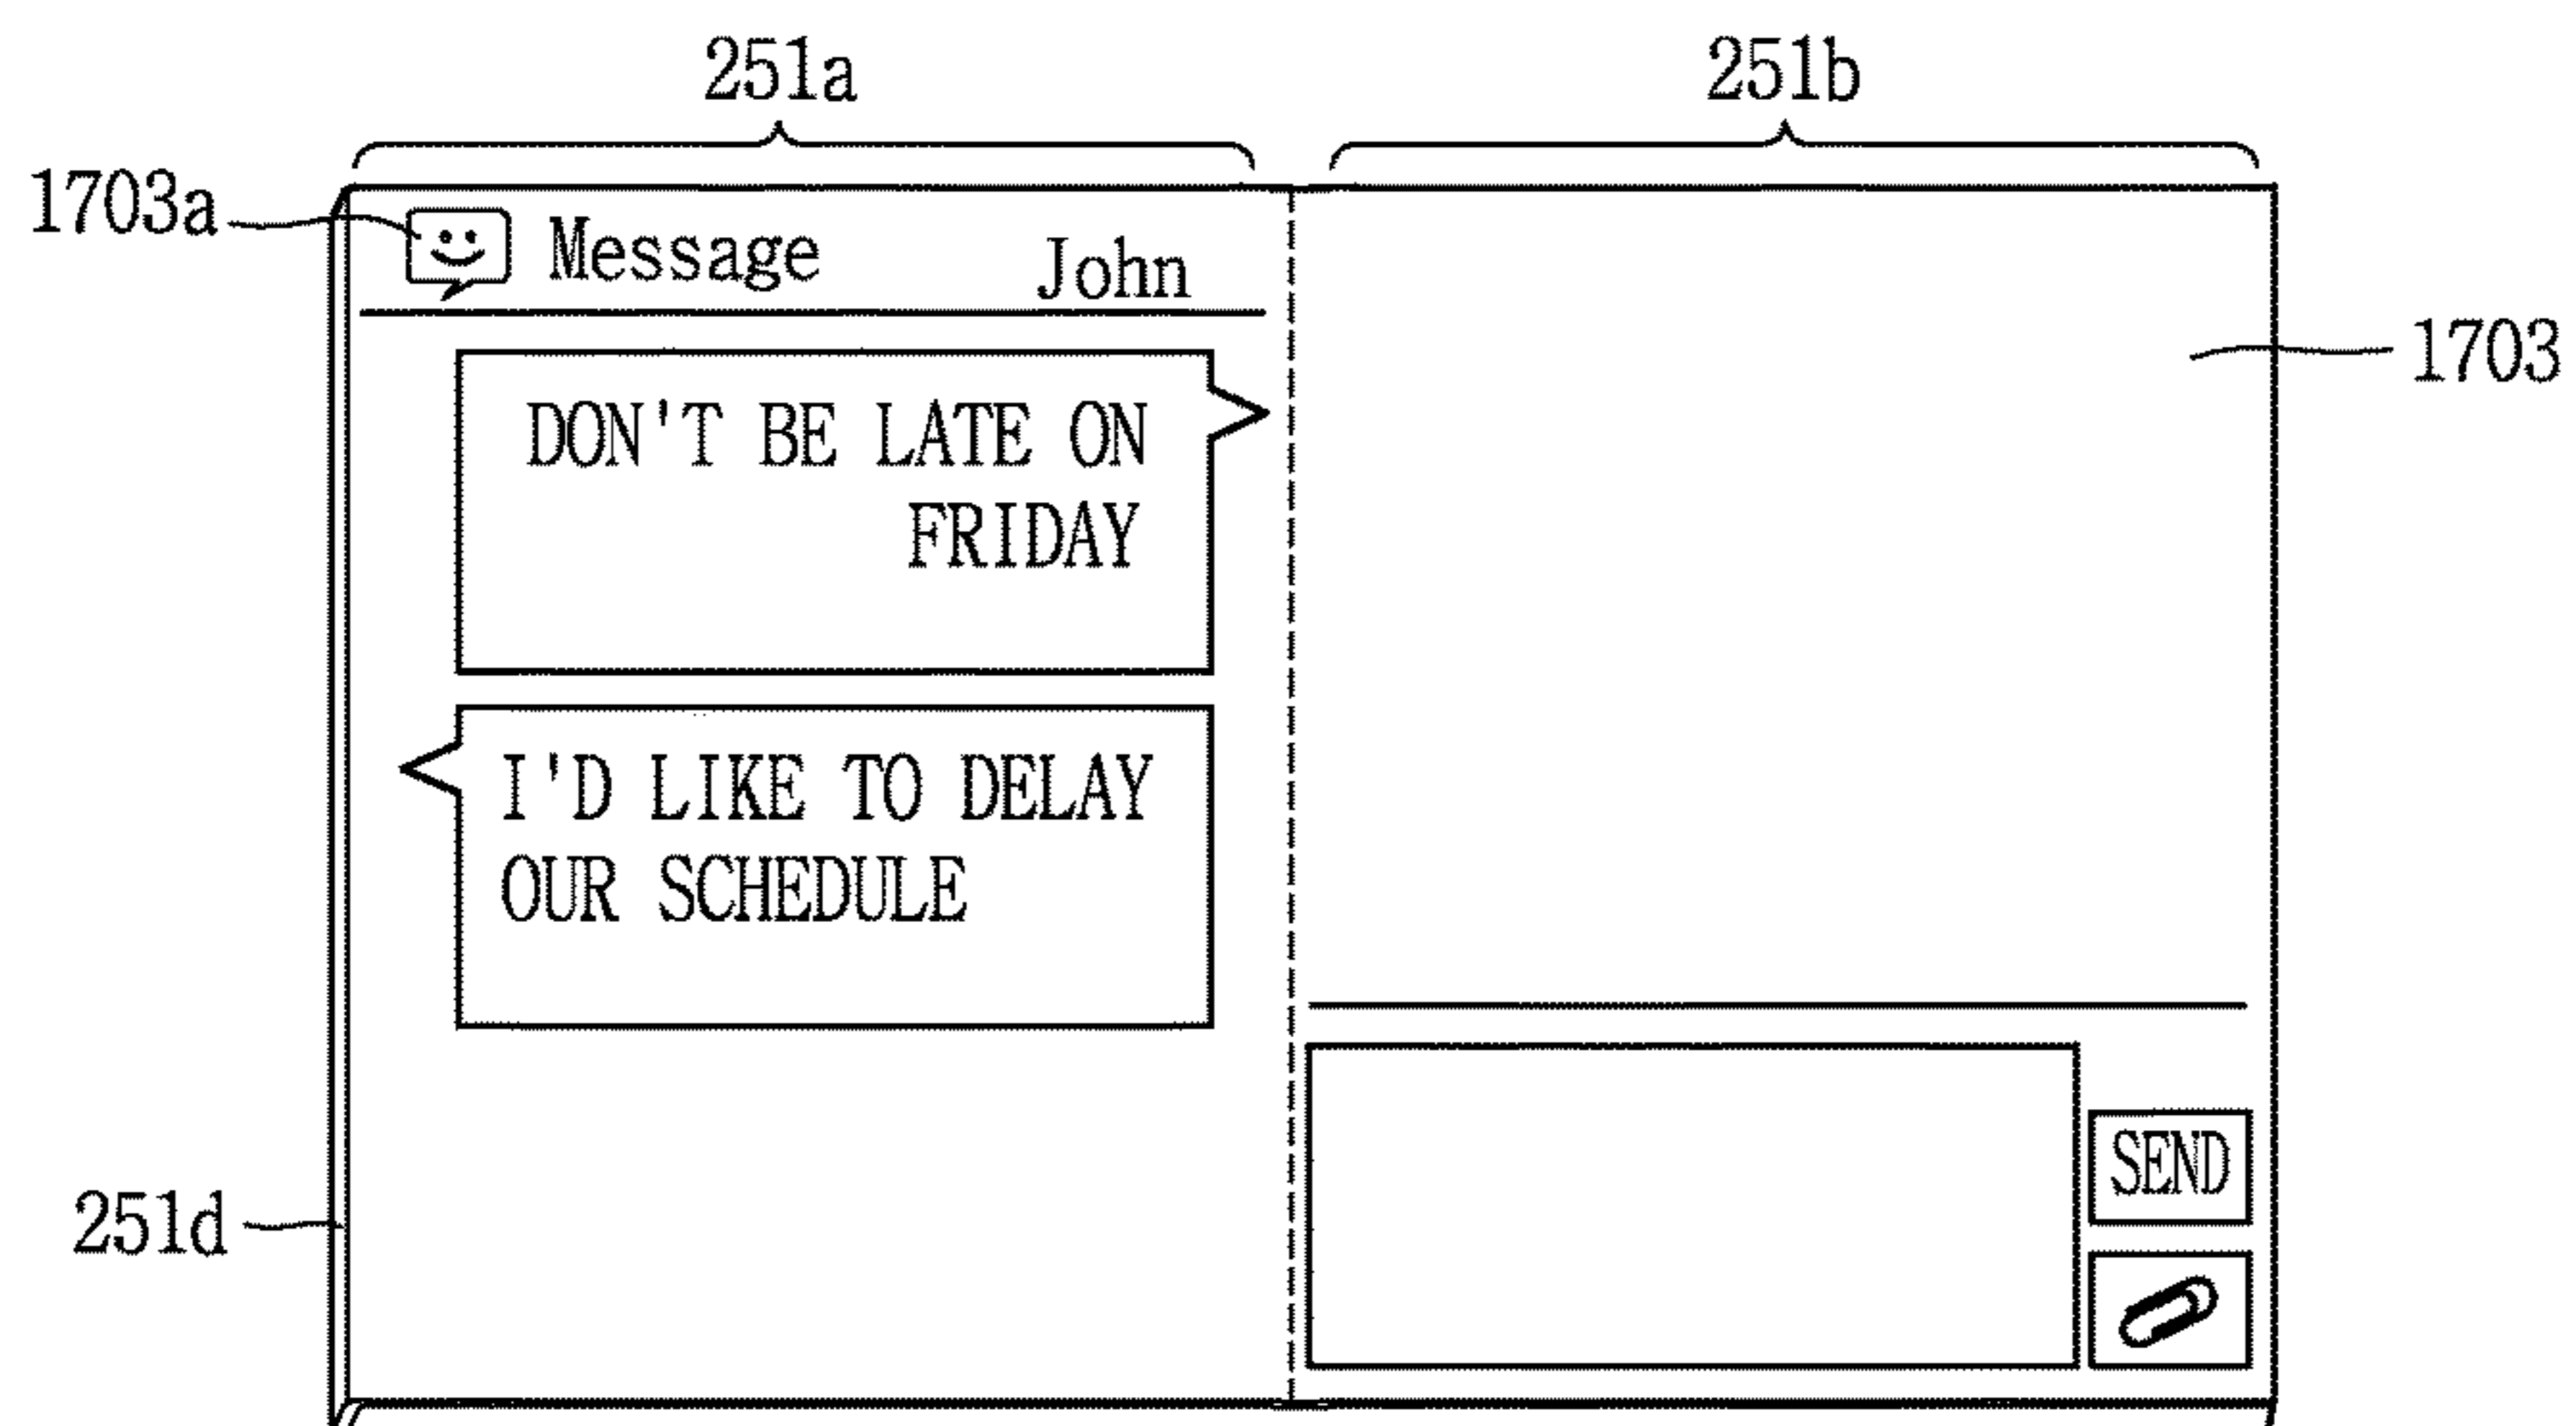 251a
251b
1703a
Message
John
1703
DON'T BE LATE ON
FRIDAY
I'D LIKE TO DELAY
OUR SCHEDULE
SEND
251d